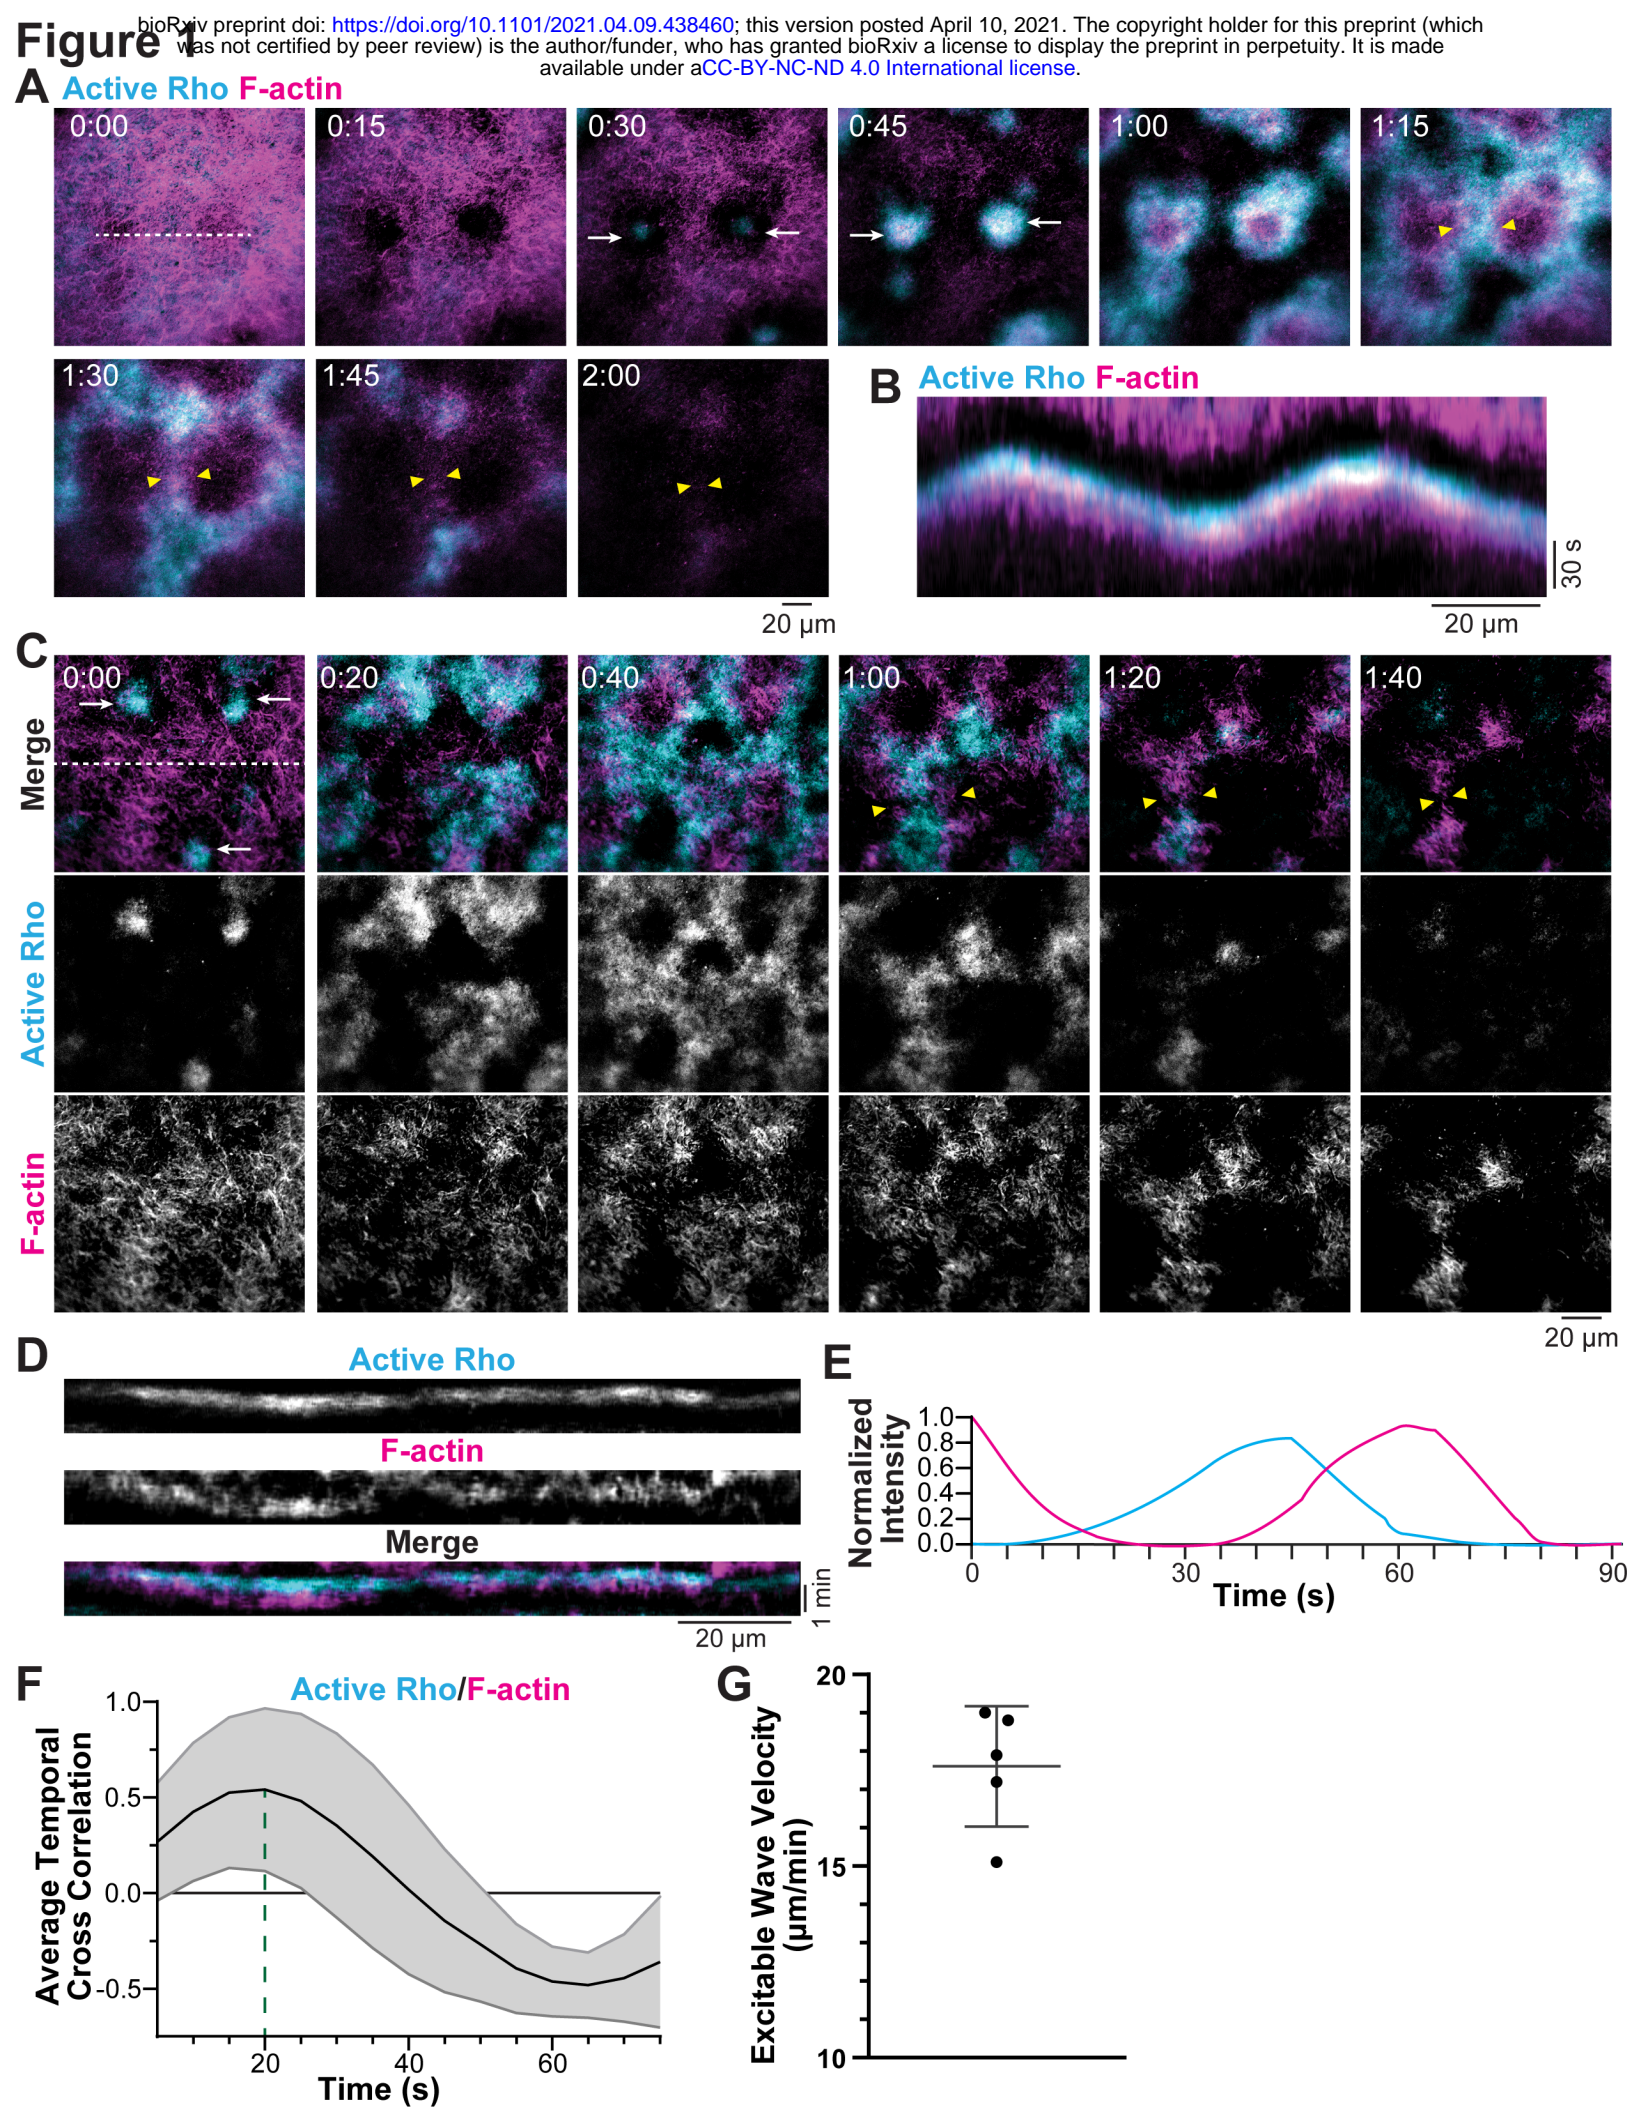 bioRxiv preprint doi: https://doi.org/10.1101/2021.04.09.438460; this version posted April 10, 2021. The copyright holder for this preprint (which
was not certified by peer review) is the author/funder, who has granted bioRxiv a license to display the preprint in perpetuity. It is made
available under aCC-BY-NC-ND 4.0 International license.
Figure 1
A Active Rho F-actin
0:00 0:15 0:30 0:45 1:00 1:15
1:30 1:45 2:00
20 µm
B Active Rho F-actin
30 s
20 µm
C
Merge
0:00 0:20 0:40 1:00 1:20 1:40
Active Rho
F-actin
20 µm
D
Active Rho
F-actin
Merge
1 min
20 µm
E
Normalized
Intensity
1.0
0.8
0.6
0.4
0.2
0.0
0 30 60 90
Time (s)
F
Active Rho/F-actin
Average Temporal
Cross Correlation
1.0
0.5
0.0
-0.5
20 40 60
Time (s)
G
Excitable Wave Velocity
(µm/min)
20
15
10